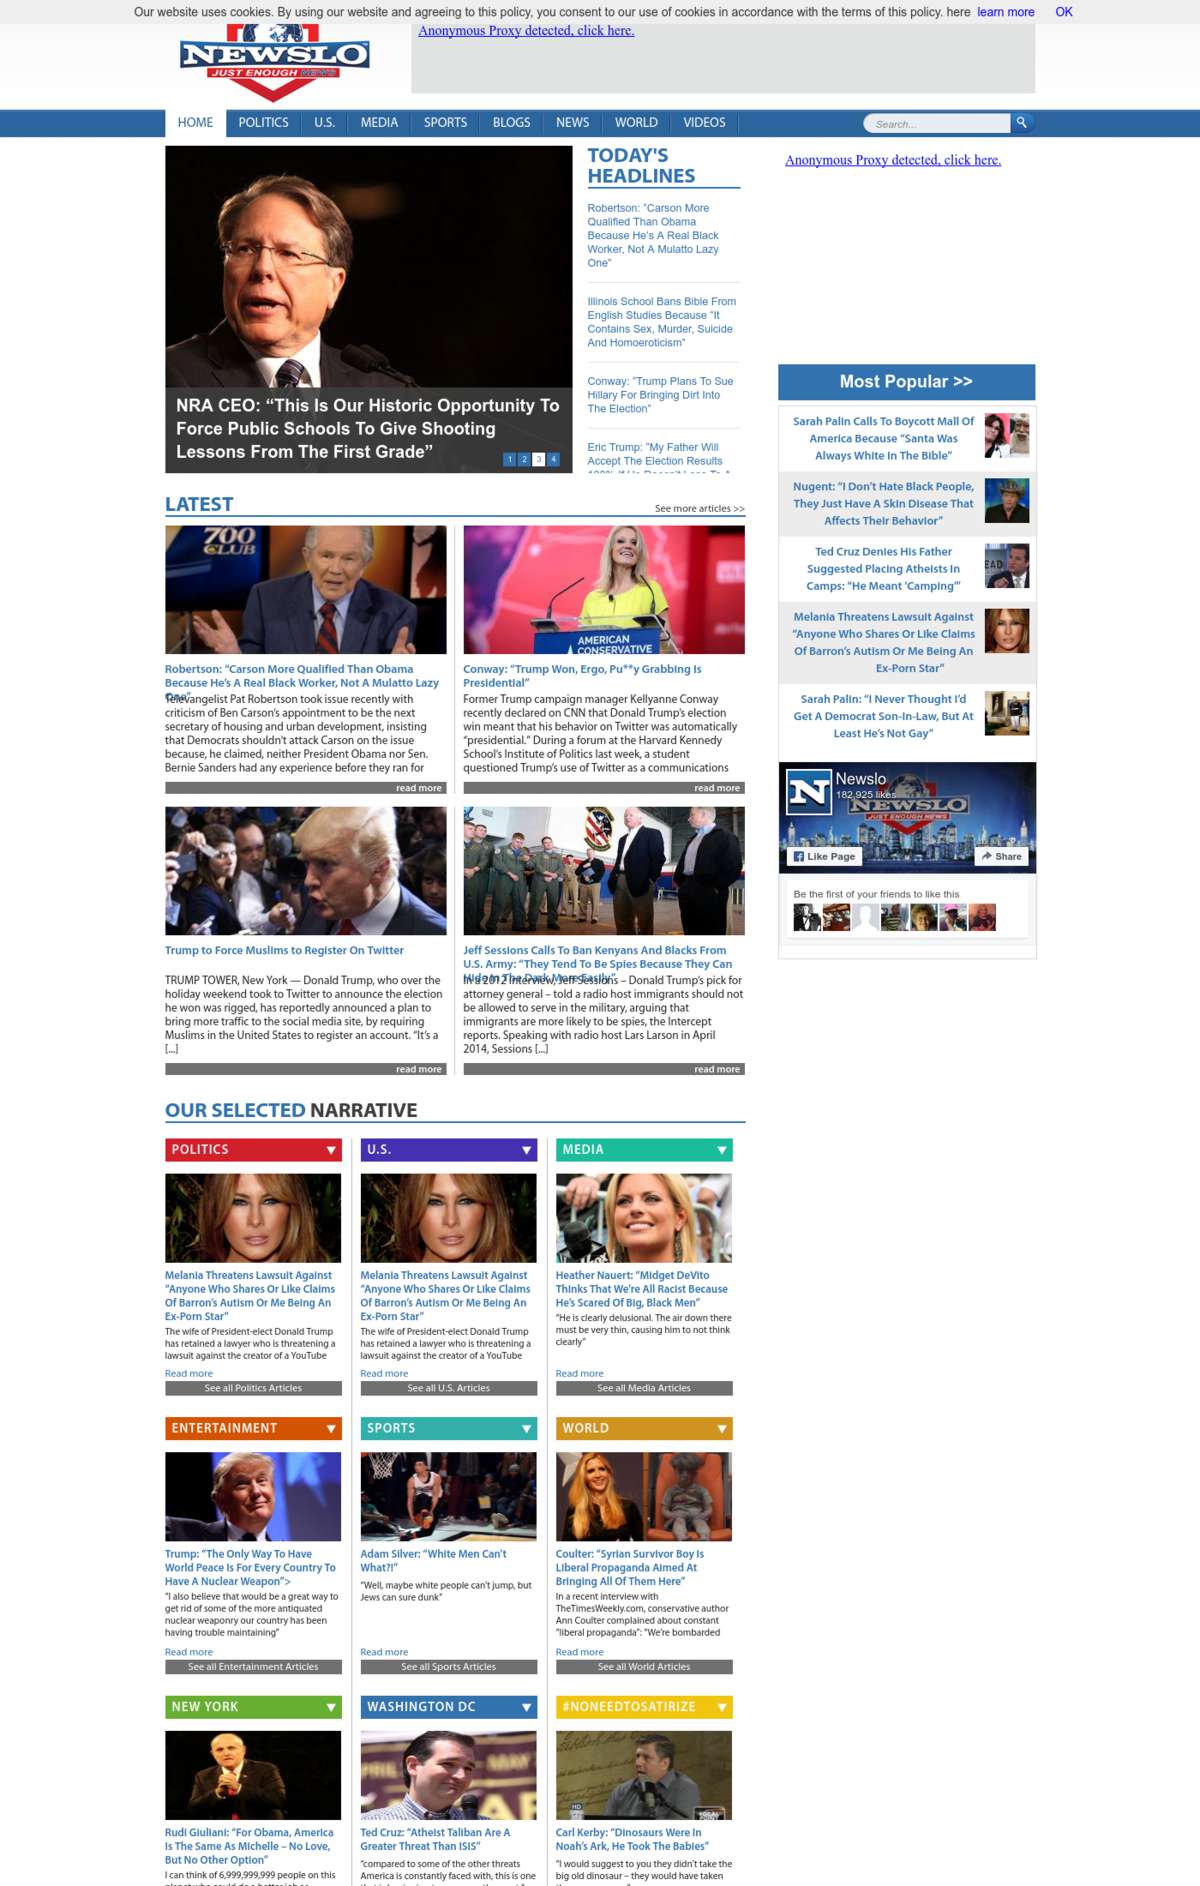 Our website uses cookies. By using our website and agreeing to this policy, you consent to our use of cookies in accordance with the terms of this policy. here learn more OK
NEWSLO
JUST ENOUGH NEWS
Anonymous Proxy detected, click here.
HOME POLITICS U.S. MEDIA SPORTS BLOGS NEWS WORLD VIDEOS
Search...
NRA CEO: “This Is Our Historic Opportunity To
Force Public Schools To Give Shooting
Lessons From The First Grade”
1 2 3 4
TODAY'S
HEADLINES
Robertson: “Carson More
Qualified Than Obama
Because He's A Real Black
Worker, Not A Mulatto Lazy
One”
Illinois School Bans Bible From
English Studies Because “It
Contains Sex, Murder, Suicide
And Homoeroticism”
Conway: “Trump Plans To Sue
Hillary For Bringing Dirt Into
The Election”
Eric Trump: “My Father Will
Accept The Election Results
Anonymous Proxy detected, click here.
Most Popular >>
Sarah Palin Calls To Boycott Mall Of
America Because “Santa Was
Always White In The Bible”
Nugent: “I Don’t Hate Black People,
They Just Have A Skin Disease That
Affects Their Behavior”
Ted Cruz Denies His Father
Suggested Placing Atheists In
Camps: “He Meant ‘Camping’”
Melania Threatens Lawsuit Against
“Anyone Who Shares Or Like Claims
Of Barron’s Autism Or Me Being An
Ex-Porn Star”
Sarah Palin: “I Never Thought I’d
Get A Democrat Son-In-Law, But At
Least He’s Not Gay”
N
Newslo
182,925 likes
NEWSLO
JUST ENOUGH NEWS
Like Page
Share
Be the first of your friends to like this
LATEST
See more articles >>
700
CLUB
Robertson: “Carson More Qualified Than Obama
Because He’s A Real Black Worker, Not A Mulatto Lazy
One”
Televangelist Pat Robertson took issue recently with
criticism of Ben Carson’s appointment to be the next
secretary of housing and urban development, insisting
that Democrats shouldn’t attack Carson on the issue
because, he claimed, neither President Obama nor Sen.
Bernie Sanders had any experience before they ran for
read more
AMERICAN
CONSERVATIVE
Conway: “Trump Won, Ergo, Pu**y Grabbing Is
Presidential”
Former Trump campaign manager Kellyanne Conway
recently declared on CNN that Donald Trump’s election
win meant that his behavior on Twitter was automatically
“presidential.” During a forum at the Harvard Kennedy
School’s Institute of Politics last week, a student
questioned Trump’s use of Twitter as a communications
read more
Trump to Force Muslims to Register On Twitter
TRUMP TOWER, New York — Donald Trump, who over the
holiday weekend took to Twitter to announce the election
he won was rigged, has reportedly announced a plan to
bring more traffic to the social media site, by requiring
Muslims in the United States to register an account. “It’s a
[...]
read more
Jeff Sessions Calls To Ban Kenyans And Blacks From
U.S. Army: “They Tend To Be Spies Because They Can
Hide In The Dark More Easily”
In a 2012 interview, Jeff Sessions – Donald Trump’s pick for
attorney general – told a radio host immigrants should not
be allowed to serve in the military, arguing that
immigrants are more likely to be spies, the Intercept
reports. Speaking with radio host Lars Larson in April
2014, Sessions [...]
read more
OUR SELECTED NARRATIVE
POLITICS
Melania Threatens Lawsuit Against
“Anyone Who Shares Or Like Claims
Of Barron’s Autism Or Me Being An
Ex-Porn Star”
The wife of President-elect Donald Trump
has retained a lawyer who is threatening a
lawsuit against the creator of a YouTube
Read more
See all Politics Articles
U.S.
Melania Threatens Lawsuit Against
“Anyone Who Shares Or Like Claims
Of Barron’s Autism Or Me Being An
Ex-Porn Star”
The wife of President-elect Donald Trump
has retained a lawyer who is threatening a
lawsuit against the creator of a YouTube
Read more
See all U.S. Articles
MEDIA
Heather Nauert: “Midget DeVito
Thinks That We’re All Racist Because
He’s Scared Of Big, Black Men”
“He is clearly delusional. The air down there
must be very thin, causing him to not think
clearly”
Read more
See all Media Articles
ENTERTAINMENT
Trump: “The Only Way To Have
World Peace Is For Every Country To
Have A Nuclear Weapon”>
“I also believe that would be a great way to
get rid of some of the more antiquated
nuclear weaponry our country has been
having trouble maintaining”
Read more
See all Entertainment Articles
SPORTS
Adam Silver: “White Men Can’t
What?!”
“Well, maybe white people can’t jump, but
Jews can sure dunk”
Read more
See all Sports Articles
WORLD
Coulter: “Syrian Survivor Boy Is
Liberal Propaganda Aimed At
Bringing All Of Them Here”
In a recent interview with
TheTimesWeekly.com, conservative author
Ann Coulter complained about constant
“liberal propaganda”: “We’re bombarded
Read more
See all World Articles
NEW YORK
Rudi Giuliani: “For Obama, America
Is The Same As Michelle – No Love,
But No Other Option”
I can think of 6,999,999,999 people on this
WASHINGTON DC
Ted Cruz: “Atheist Taliban Are A
Greater Threat Than ISIS”
“compared to some of the other threats
America is constantly faced with, this is one
#NONEEDTOSATIRIZE
HD
Carl Kerby: “Dinosaurs Were In
Noah’s Ark, He Took The Babies”
“I would suggest to you they didn’t take the
big old dinosaur – they would have taken